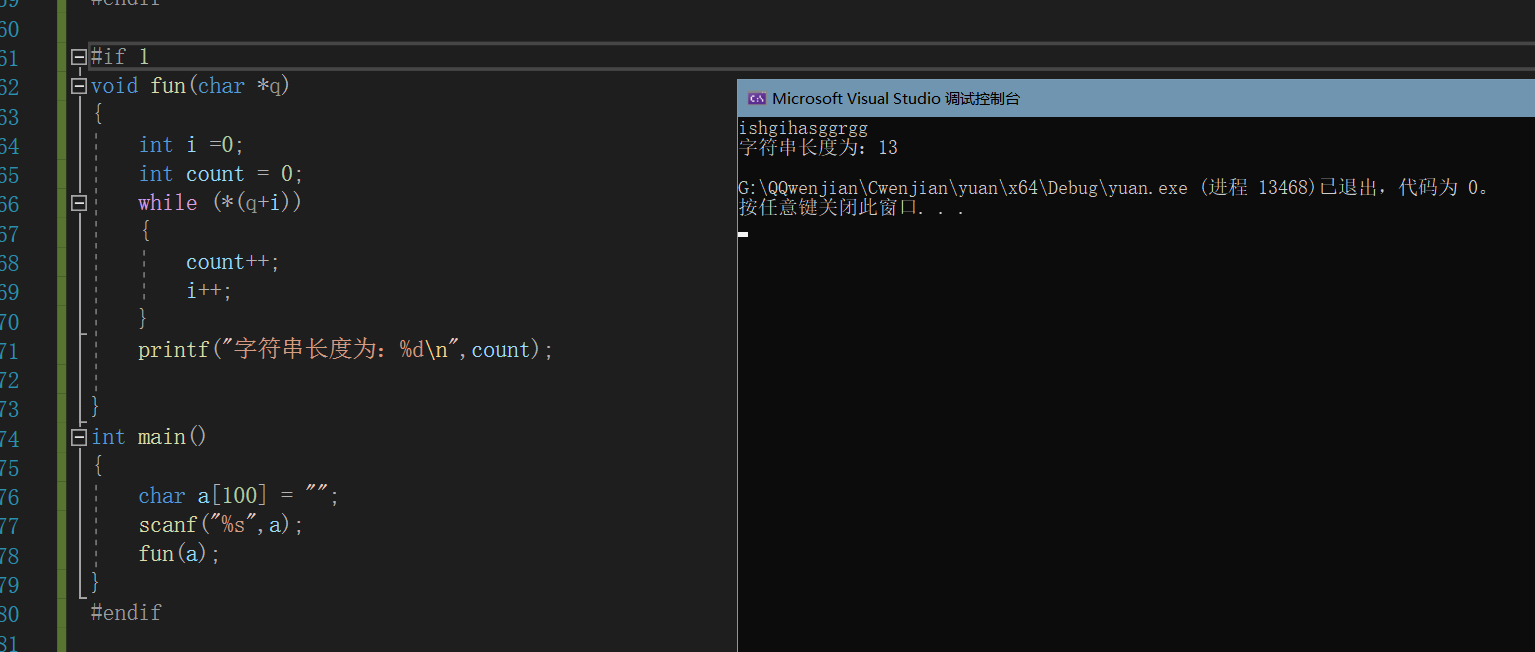 #endif
60
61 #if 1
62 void fun(char *q)
63 {
64 int i =0;
65 int count = 0;
66 while (*(q+i))
67 {
68 count++;
69 i++;
70 }
71 printf("字符串长度为：%d\n",count);
72
73 }
74 int main()
75 {
76 char a[100] = "";
77 scanf("%s",a);
78 fun(a);
79 }
80 #endif
81
Microsoft Visual Studio 调试控制台
ishgihasggrgg
字符串长度为：13
G:\QQwenjian\Cwenjian\yuan\x64\Debug\yuan.exe (进程 13468)已退出，代码为 0。
按任意键关闭此窗口. . .